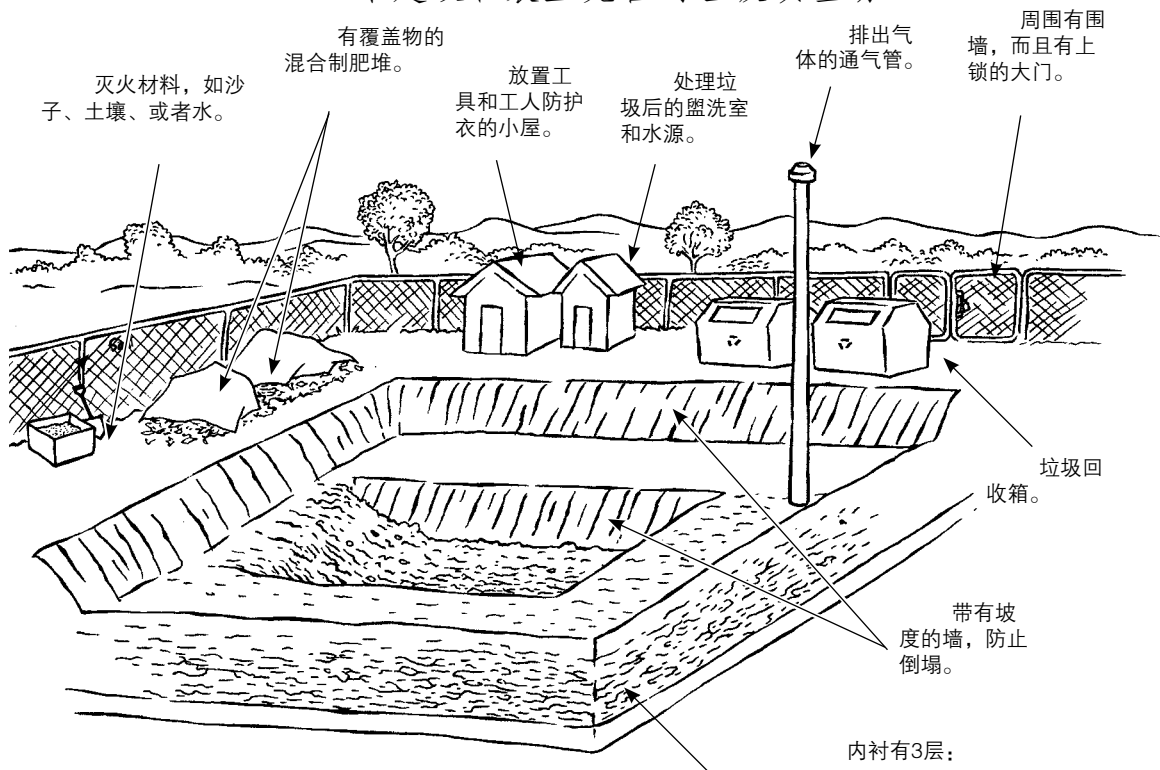 有覆盖物的
混合制肥堆。
灭火材料，如沙
子、土壤、或者水。
放置工
具和工人防护
衣的小屋。
处理垃
圾后的盥洗室
和水源。
排出气
体的通气管。
周围有围
墙，而且有上
锁的大门。
垃圾回
收箱。
带有坡
度的墙，防止
倒塌。
内衬有3层：